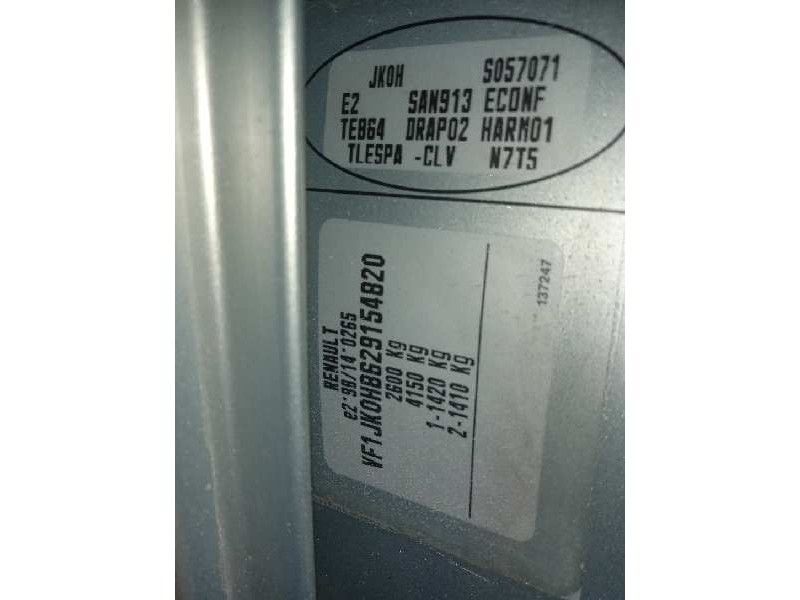 JK0H S057071
E2 SAN913 ECONF
TEB64 DRAP02 HARM01
TLESPA -CLV N7T5
RENAULT
e2*98/14*0265
VF1JK0HB629154820
2600 Kg
4150 Kg
1-1420 Kg
2-1410 Kg
137247